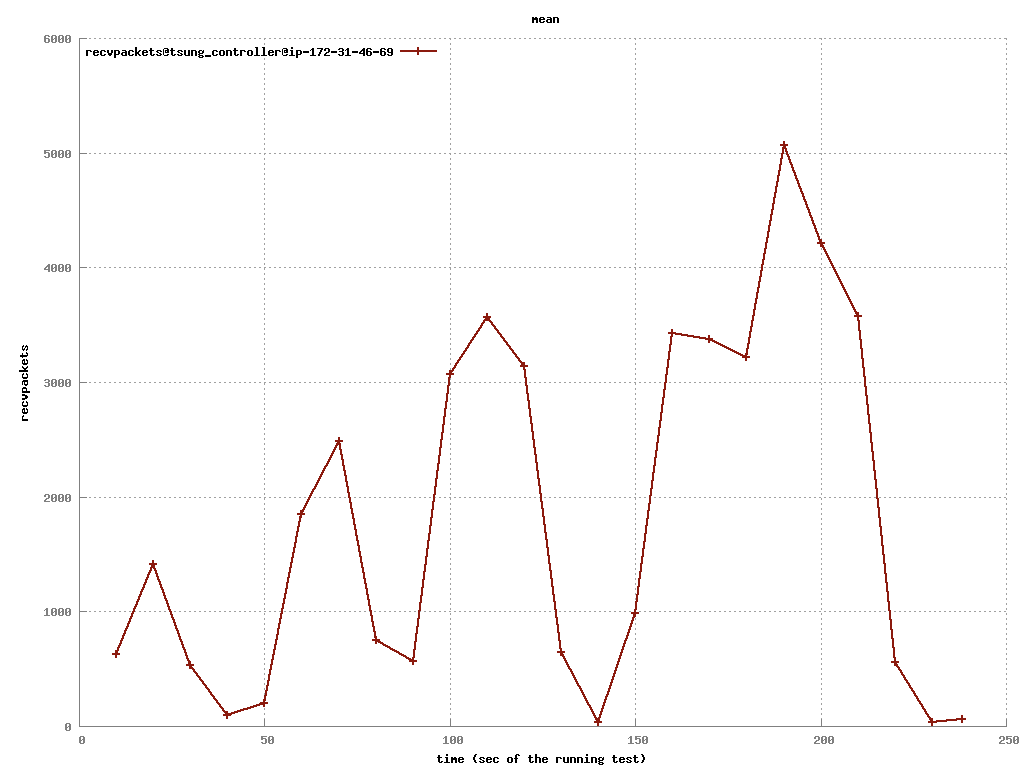 mean
6000
recvpackets@tsung_controller@ip-172-31-46-69
5000
4000
3000
2000
1000
0
recvpackets
0 50 100 150 200 250
time (sec of the running test)